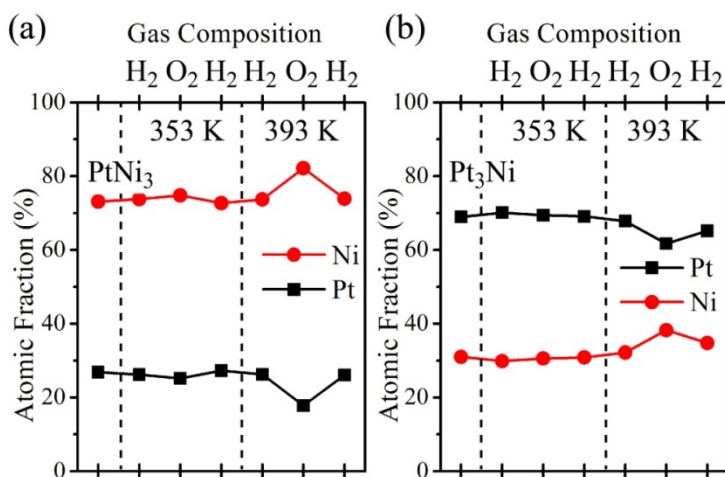 (a)
Gas Composition
H2 O2 H2 H2 O2 H2
100
80
60
40
20
0
Atomic Fraction (%)
353 K
393 K
PtNi3
Ni
Pt
(b)
Gas Composition
H2 O2 H2 H2 O2 H2
100
80
60
40
20
0
Atomic Fraction (%)
353 K
393 K
Pt3Ni
Pt
Ni